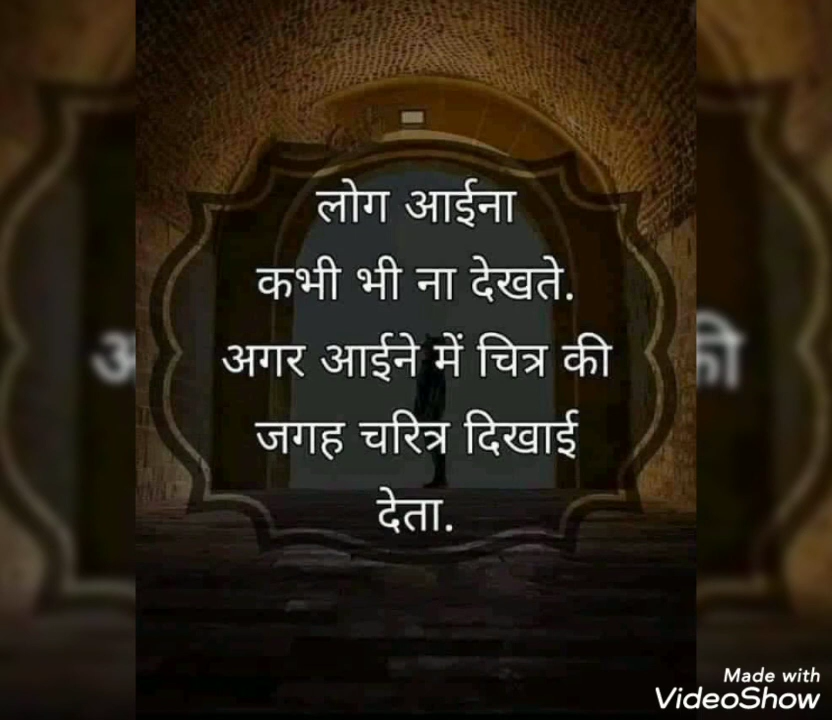 लोग आईना
कभी भी ना देखते.
अगर आईने में चित्र की
जगह चरित्र दिखाई
देता.
Made with
VideoShow